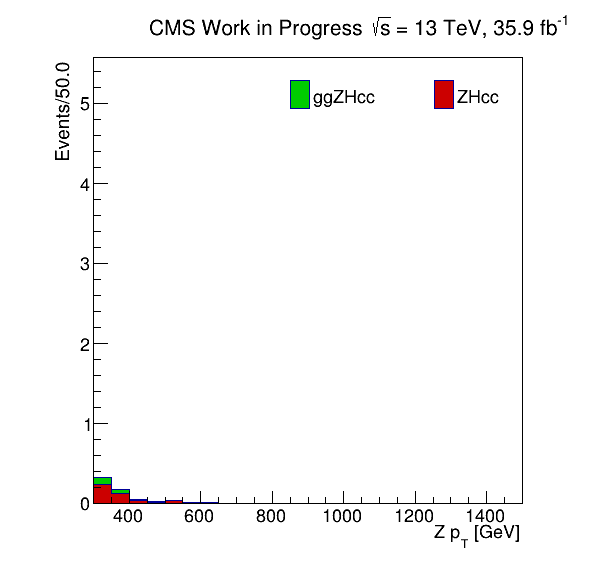 CMS Work in Progress √s = 13 TeV, 35.9 fb⁻¹
Events/50.0
ggZHcc ZHcc
5
4
3
2
1
0
400 600 800 1000 1200 1400
Z p_T [GeV]